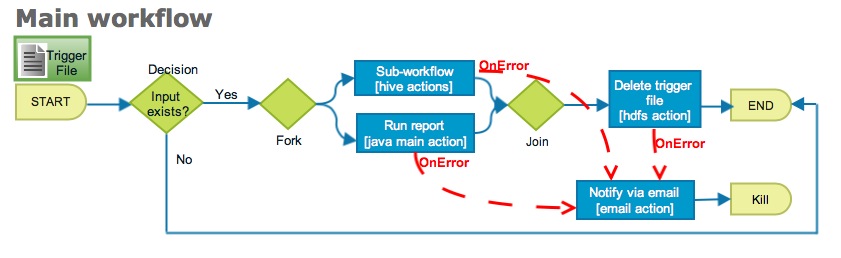 Main workflow
Trigger
File
START
Decision
Input
exists?
Yes
No
Fork
Sub-workflow
[hive actions]
OnError
Run report
[java main action]
OnError
Join
Delete trigger
file
[hdfs action]
OnError
END
Notify via email
[email action]
Kill